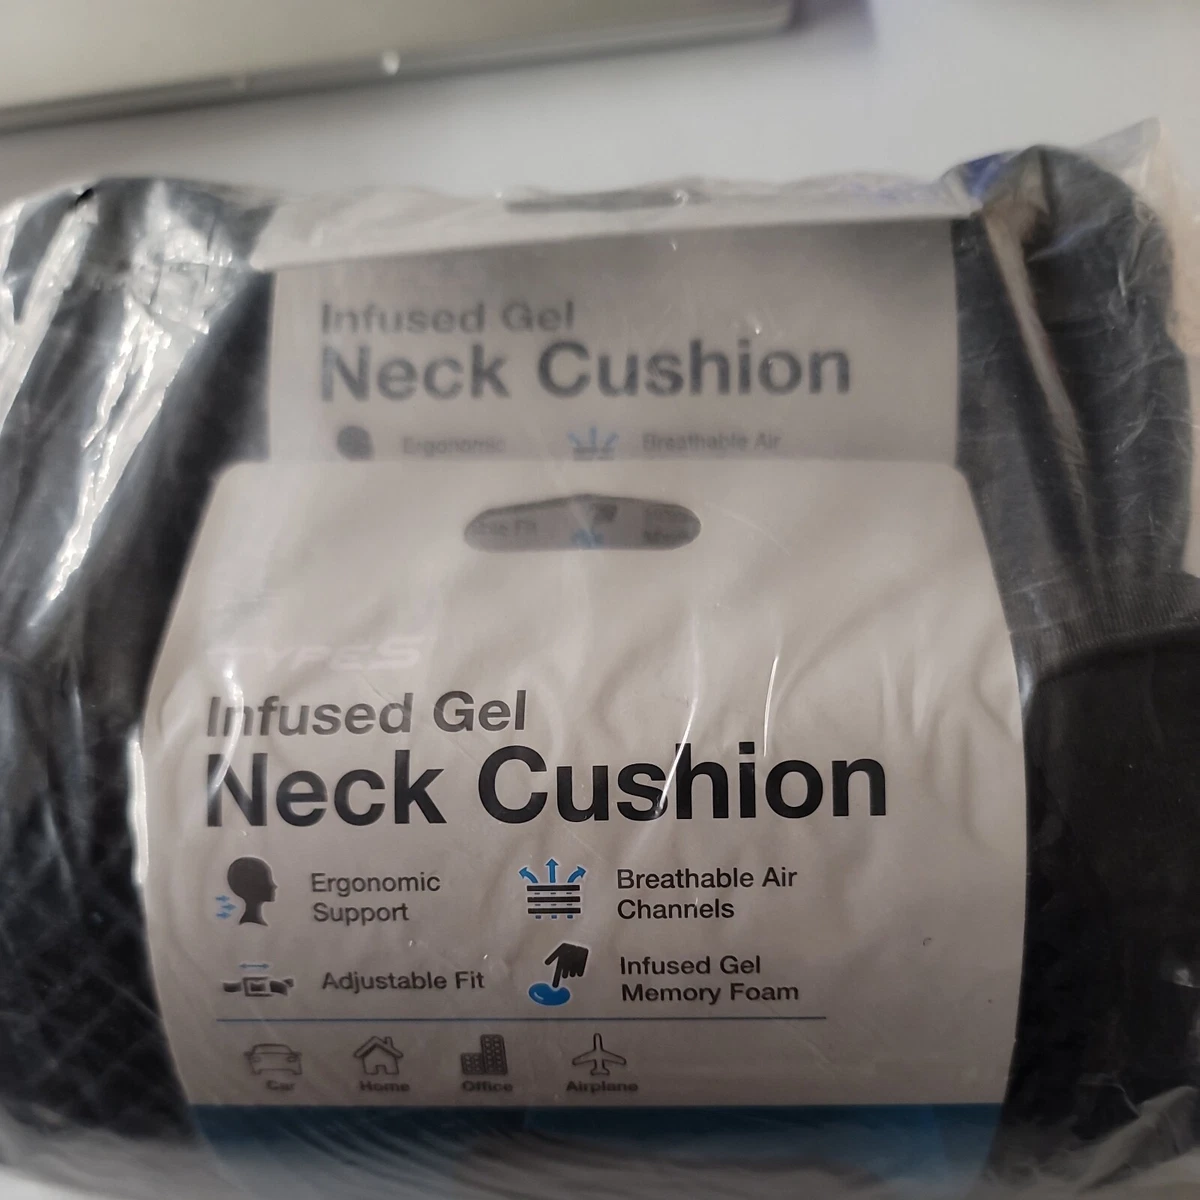 Infused Gel
Neck Cushion
Ergonomic
Breathable Air
TYPE S
Infused Gel
Neck Cushion
Ergonomic
Support
Breathable Air
Channels
Adjustable Fit
Infused Gel
Memory Foam
Car
Home
Office
Airplane